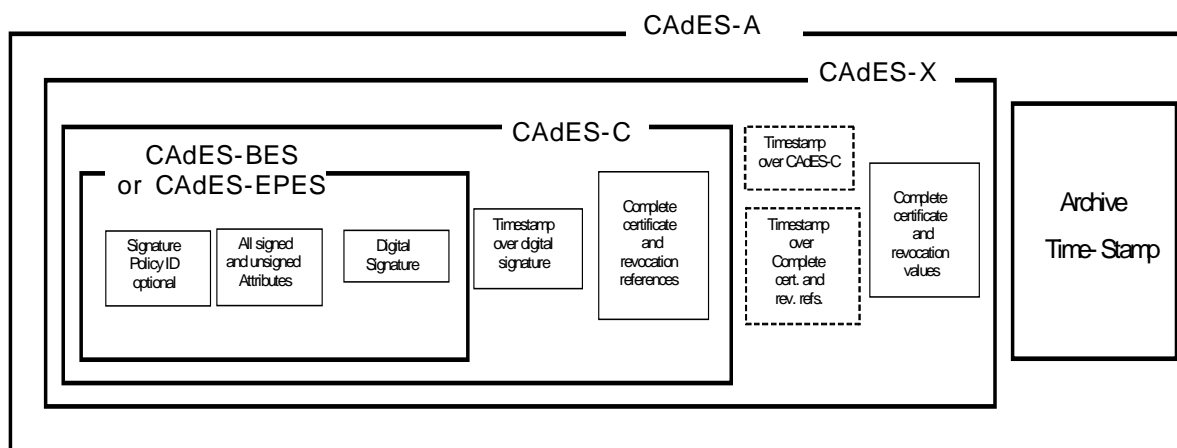 CAdES-A
CAdES-X
CAdES-C
CAdES-BES
or CAdES-EPES
Signature
Policy ID
optional
All signed
and unsigned
Attributes
Digital
Signature
Timestamp
over digital
signature
Complete
certificate
and
revocation
references
Timestamp
over CAdES-C
Timestamp
over
Complete
cert. and
rev. refs.
Complete
certificate
and
revocation
values
Archive
Time-Stamp